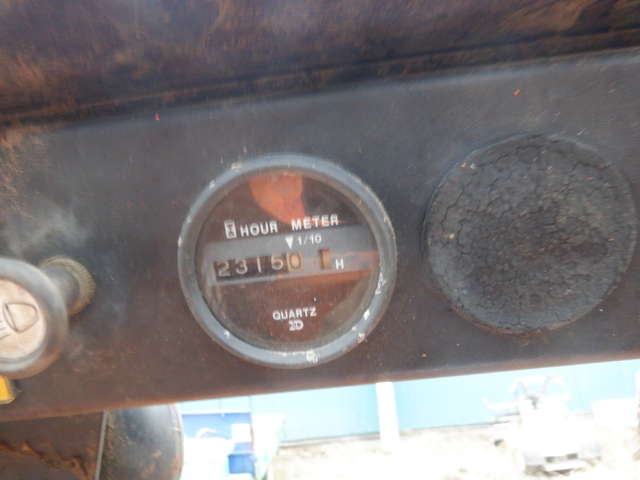 HOUR METER
1/10
23150 H
QUARTZ